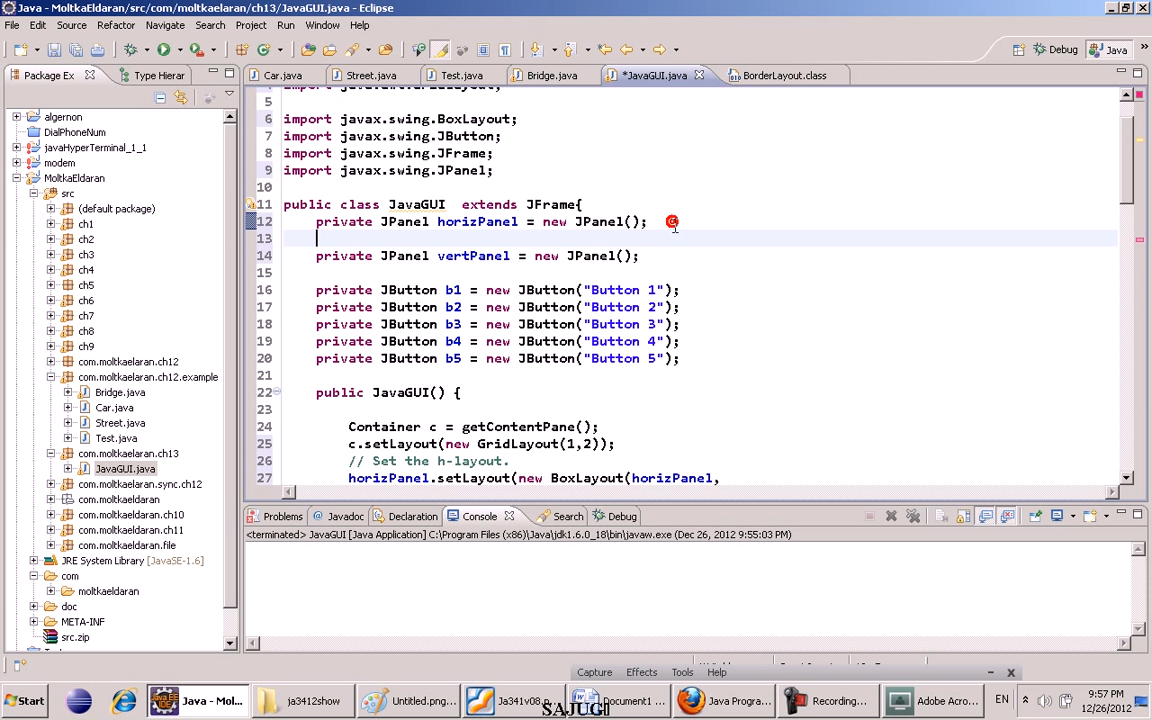 Java - MoltkaEldaran/src/com/moltkaelaran/ch13/JavaGUI.java - Eclipse
File Edit Source Refactor Navigate Search Project Run Window Help
Debug Java
Package Ex Type Hierar
Car.java Street.java Test.java Bridge.java *JavaGUI.java BorderLayout.class
algernon
DialPhoneNum
javaHyperTerminal_1_1
modem
MoltkaEldaran
src
(default package)
ch1
ch2
ch3
ch4
ch5
ch6
ch7
ch8
ch9
com.moltkaelaran.ch12
com.moltkaelaran.ch12.example
Bridge.java
Car.java
Street.java
Test.java
com.moltkaelaran.ch13
JavaGUI.java
com.moltkaelaran.sync.ch12
com.moltkaeldaran
com.moltkaeldaran.ch10
com.moltkaeldaran.ch11
com.moltkaeldaran.file
JRE System Library [JavaSE-1.6]
com
moltkaeldaran
doc
META-INF
src.zip
5
6 import javax.swing.BoxLayout;
7 import javax.swing.JButton;
8 import javax.swing.JFrame;
9 import javax.swing.JPanel;
10
11 public class JavaGUI  extends JFrame{
12 private JPanel horizPanel = new JPanel();
13
14 private JPanel vertPanel = new JPanel();
15
16 private JButton b1 = new JButton("Button 1");
17 private JButton b2 = new JButton("Button 2");
18 private JButton b3 = new JButton("Button 3");
19 private JButton b4 = new JButton("Button 4");
20 private JButton b5 = new JButton("Button 5");
21
22 public JavaGUI() {
23
24 Container c = getContentPane();
25 c.setLayout(new GridLayout(1,2));
26 // Set the h-layout.
27 horizPanel.setLayout(new BoxLayout(horizPanel,
Problems Javadoc Declaration Console Search Debug
<terminated> JavaGUI [Java Application] C:\Program Files (x86)\Java\jdk1.6.0_18\bin\javaw.exe (Dec 26, 2012 9:55:03 PM)
Capture Effects Tools Help
Start Java - Mol... ja3412show Untitled.png... Ja341v08.p... Document1 ... Java Progra... Recording... Adobe Acro... EN 9:57 PM
12/26/2012